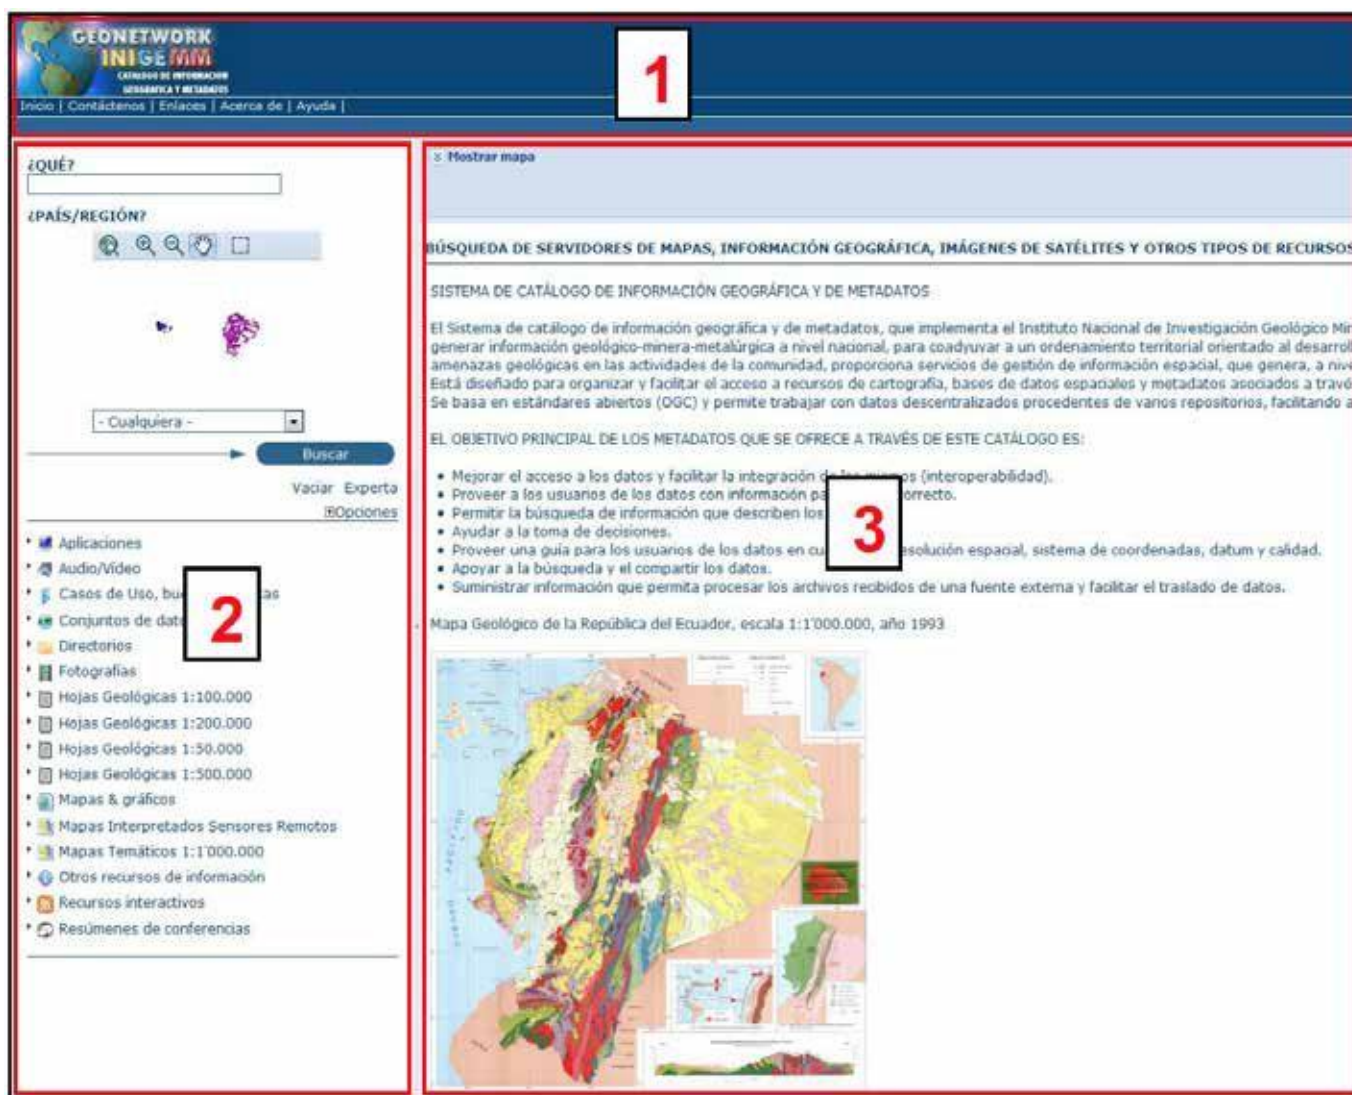 GEONETWORK
INIGEMM
CATALOGO DE INFORMACION
GEOGRAFICA Y METADATOS
1
Inicio | Contáctenos | Enlaces | Acerca de | Ayuda |
¿QUÉ?
¿PAÍS/REGIÓN?
- Cualquiera -
Buscar
Vaciar Experta
Opciones
Aplicaciones
Audio/Vídeo
Casos de Uso,
Conjuntos de
Directorios
Fotografías
Hojas Geológicas 1:100.000
Hojas Geológicas 1:200.000
Hojas Geológicas 1:50.000
Hojas Geológicas 1:500.000
Mapas & gráficos
Mapas Interpretados Sensores Remotos
Mapas Temáticos 1:1'000.000
Otros recursos de información
Recursos interactivos
Resúmenes de conferencias
2
Mostrar mapa
BÚSQUEDA DE SERVIDORES DE MAPAS, INFORMACIÓN GEOGRÁFICA, IMÁGENES DE SATÉLITES Y OTROS TIPOS DE RECURSOS
SISTEMA DE CATÁLOGO DE INFORMACIÓN GEOGRÁFICA Y DE METADATOS
El Sistema de catálogo de información geográfica y de metadatos, que implementa el Instituto Nacional de Investigación Geológico
generar información geológico-minera-metalúrgica a nivel nacional, para coadyuvar a un ordenamiento territorial orientado al
amenazas geológicas en las actividades de la comunidad, proporciona servicios de gestión de información espacial, que genera, a
Está diseñado para organizar y facilitar el acceso a recursos de cartografía, bases de datos espaciales y metadatos asociados a
Se basa en estándares abiertos (OGC) y permite trabajar con datos descentralizados procedentes de varios repositorios, facilitando
EL OBJETIVO PRINCIPAL DE LOS METADATOS QUE SE OFRECE A TRAVÉS DE ESTE CATÁLOGO ES:
• Mejorar el acceso a los datos y facilitar la integración de (interoperabilidad).
• Proveer a los usuarios de los datos con información
• Permitir la búsqueda de información que describen los
• Ayudar a la toma de decisiones.
• Proveer una guía para los usuarios de los datos en espacial, sistema de coordenadas, datum y calidad.
• Apoyar a la búsqueda y el compartir los datos.
• Suministrar información que permita procesar los archivos recibidos de una fuente externa y facilitar el traslado de datos.
3
Mapa Geológico de la República del Ecuador, escala 1:1'000.000, año 1993